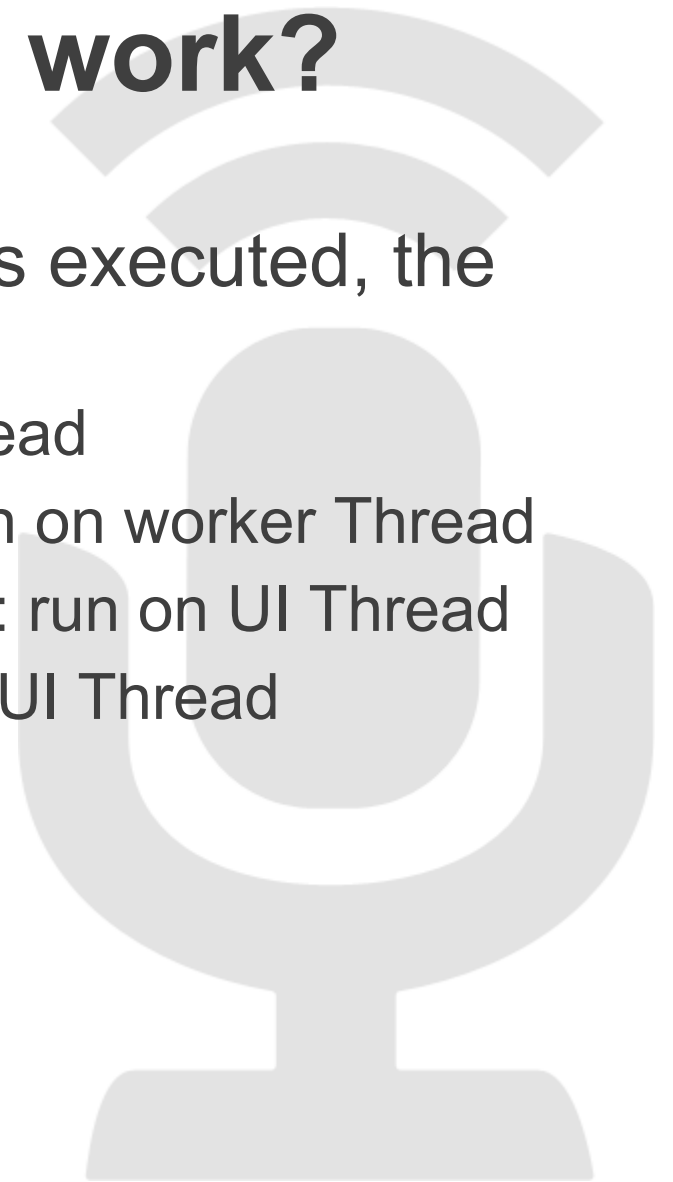 work?
s executed, the
ead
n on worker Thread
: run on UI Thread
UI Thread